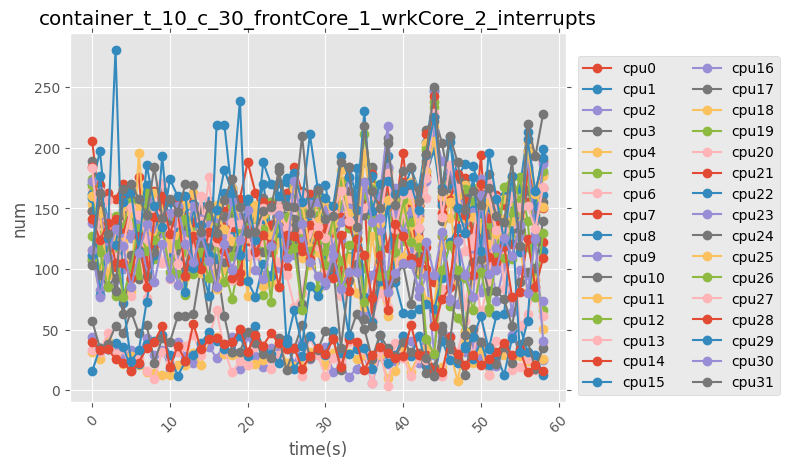 container_t_10_c_30_frontCore_1_wrkCore_2_interrupts
num
250
200
150
100
50
0
0
10
20
30
40
50
60
time(s)
cpu0
cpu1
cpu2
cpu3
cpu4
cpu5
cpu6
cpu7
cpu8
cpu9
cpu10
cpu11
cpu12
cpu13
cpu14
cpu15
cpu16
cpu17
cpu18
cpu19
cpu20
cpu21
cpu22
cpu23
cpu24
cpu25
cpu26
cpu27
cpu28
cpu29
cpu30
cpu31